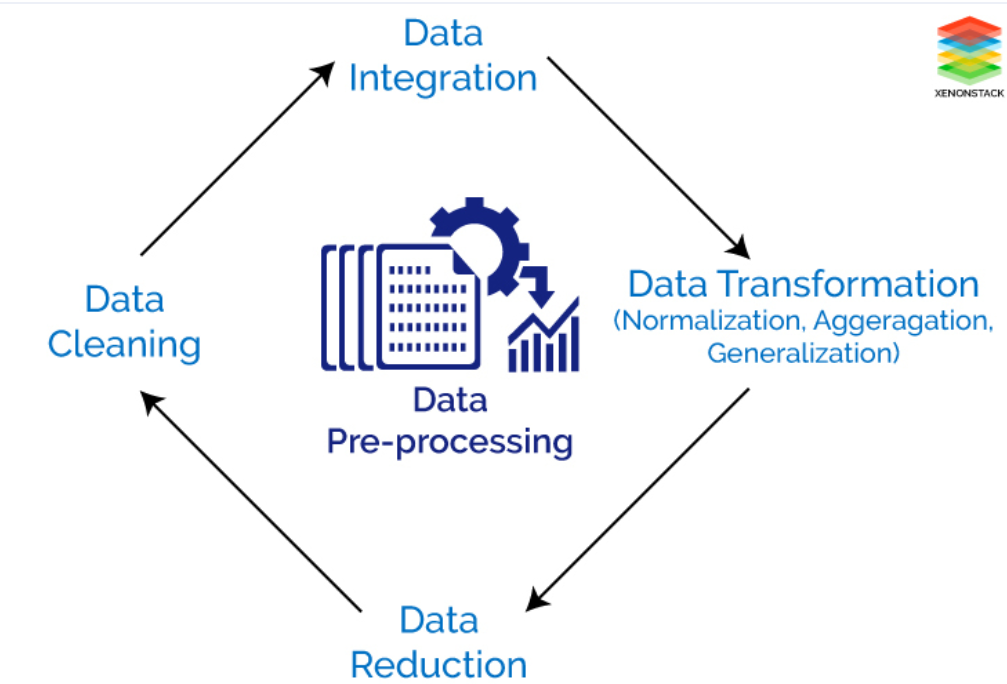 Data
Integration
XENONSTACK
Data Transformation
(Normalization, Aggeragation,
Generalization)
Data
Cleaning
Data
Pre-processing
Data
Reduction